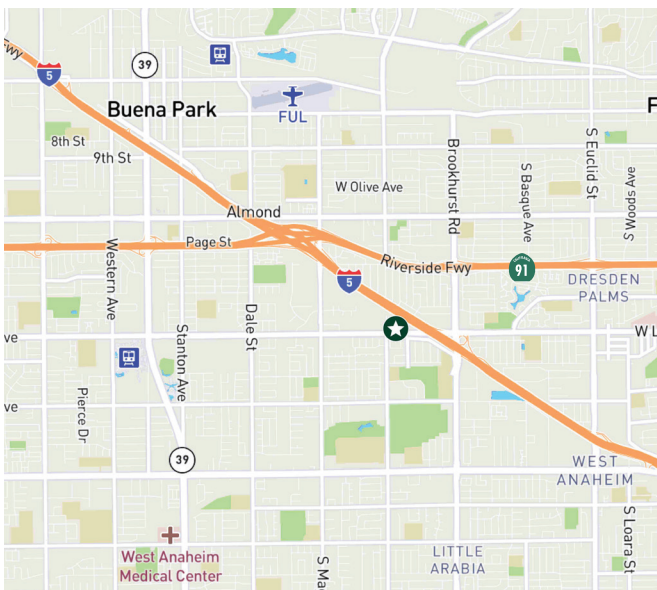 Fwy
39
5
Buena Park
FUL
F
8th St
9th St
W Olive Ave
Brookhurst Rd
S Basque Ave
S Euclid St
S Woods Ave
Almond
Page St
Riverside Fwy
CALIFORNIA
91
5
DRESDEN
PALMS
Western Ave
Dale St
Stanton Ave
ve
W L
Pierce Dr
ve
39
WEST
ANAHEIM
S Loara St
West Anaheim
Medical Center
S Ma
LITTLE
ARABIA